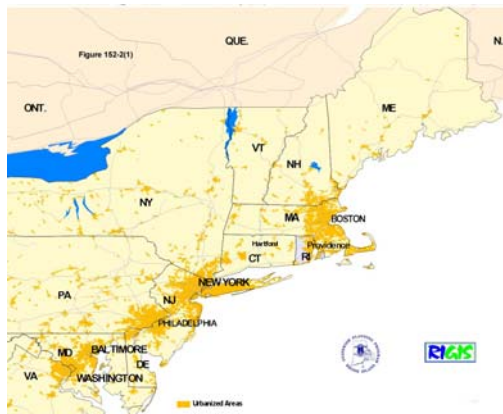 QUE.
N.
Figure 152-2(1)
ONT.
ME
VT
NH
NY
MA
BOSTON
Hartford
Providence
CT
RI
NEW YORK
PA
NJ
PHILADELPHIA
MD
BALTIMORE
DE
VA
WASHINGTON
RIGIS
Urbanized Areas